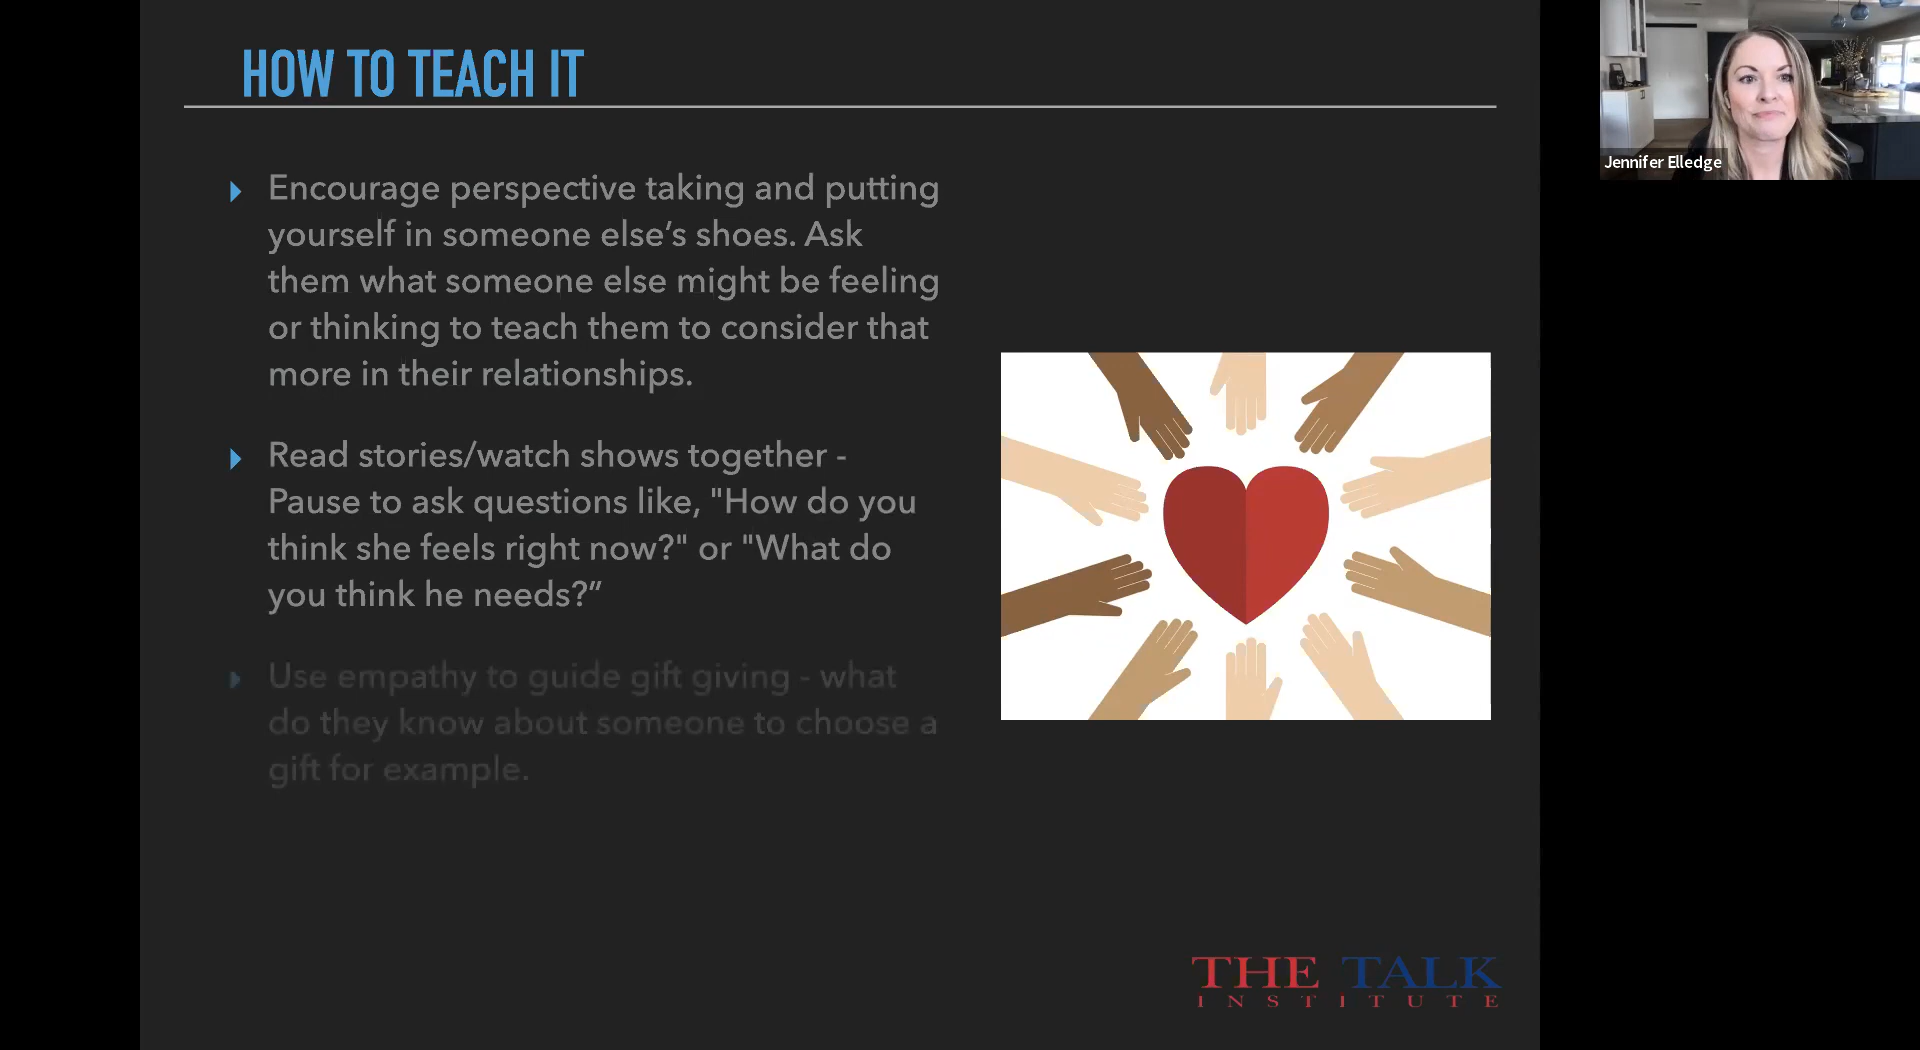 HOW TO TEACH IT
Encourage perspective taking and putting
yourself in someone else’s shoes. Ask
them what someone else might be feeling
or thinking to teach them to consider that
more in their relationships.
Read stories/watch shows together -
Pause to ask questions like, "How do you
think she feels right now?" or "What do
you think he needs?”
Use empathy to guide gift giving - what
do they know about someone to choose a
gift for example.
THE TALK
INSTITUTE
Jennifer Elledge